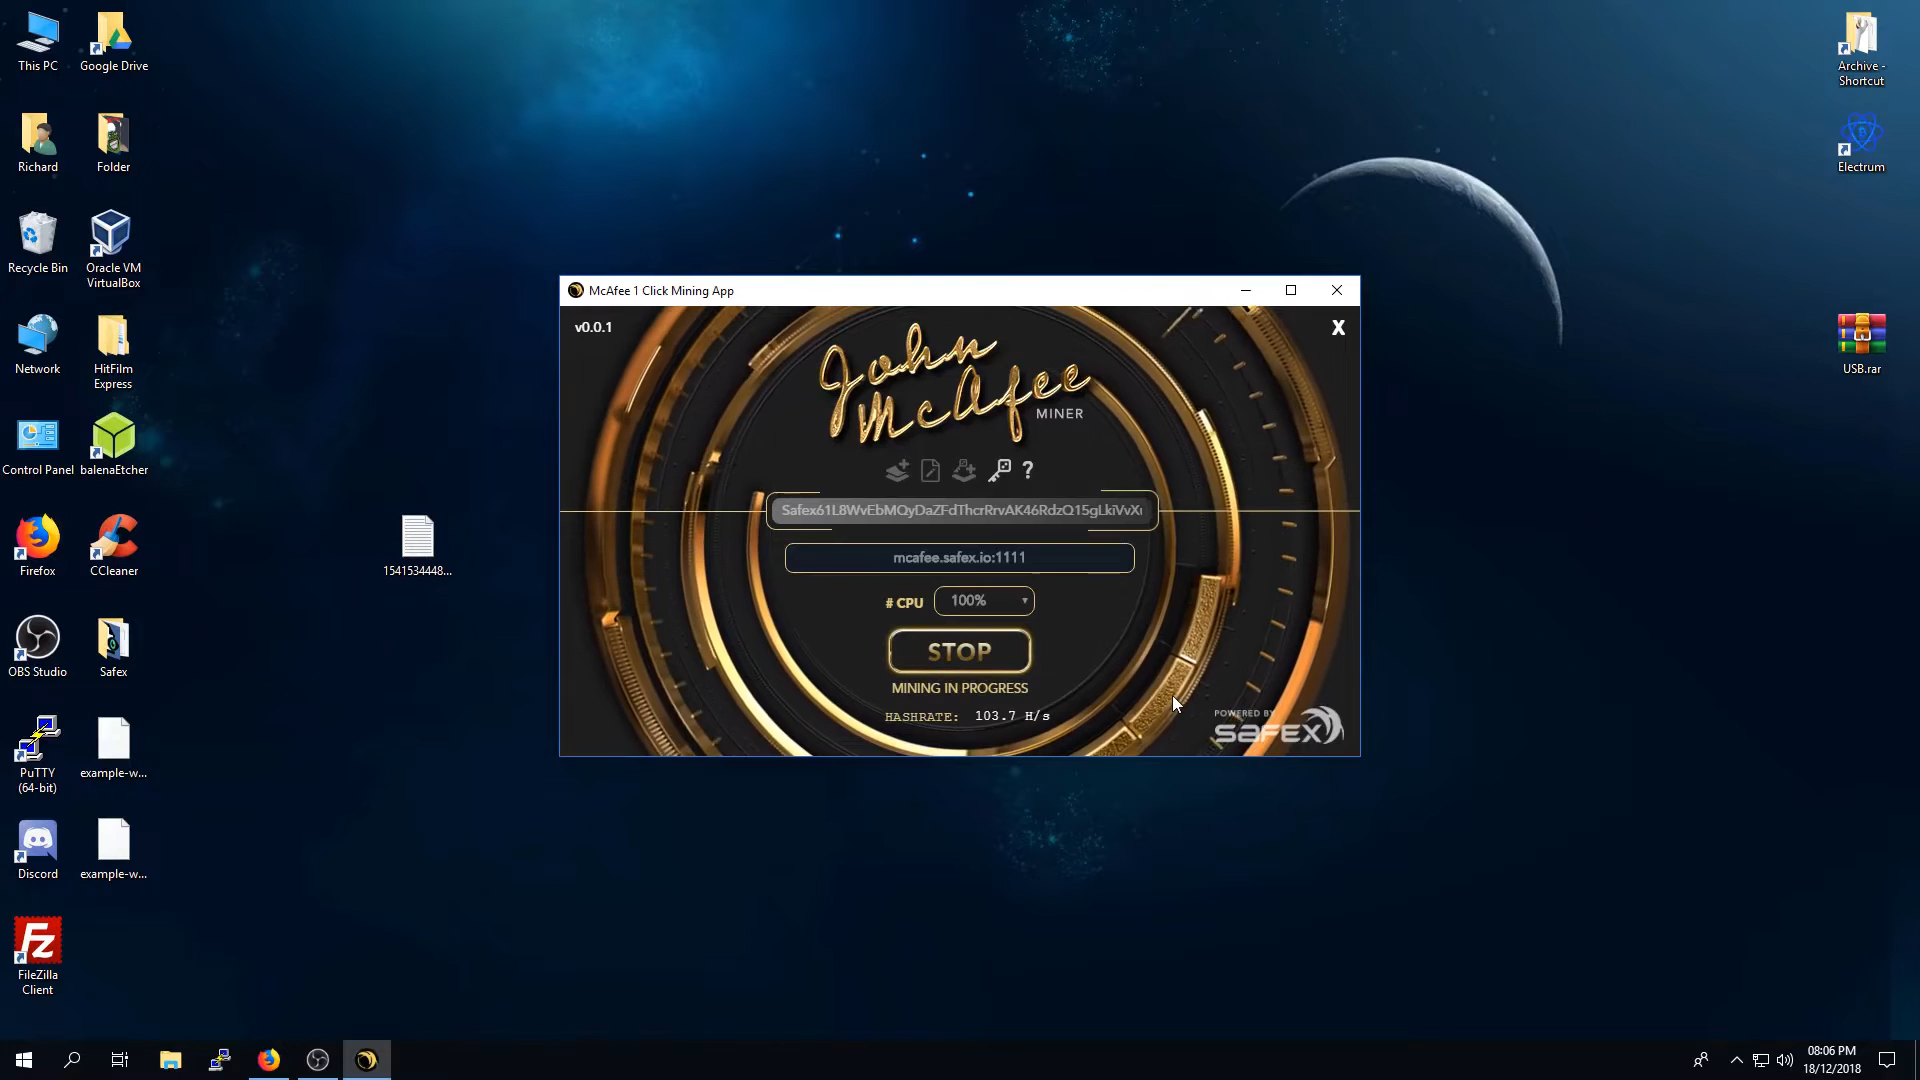 This PC
Google Drive
Richard
Folder
Recycle Bin
Oracle VM
VirtualBox
Network
HitFilm
Express
Control Panel
balenaEtcher
Firefox
CCleaner
OBS Studio
Safex
PuTTY
(64-bit)
example-w...
Discord
example-w...
FileZilla
Client
1541534448...
McAfee 1 Click Mining App
v0.0.1
X
John
McAfee
MINER
?
Safex61L8WvEbMQyDaZFdThcrRrvAK46RdzQ15gLkiVvX
mcafee.safex.io:1111
# CPU
100%
STOP
MINING IN PROGRESS
HASHRATE: 103.7 H/s
POWERED BY
SAFEX
Archive -
Shortcut
Electrum
USB.rar
08:06 PM
18/12/2018